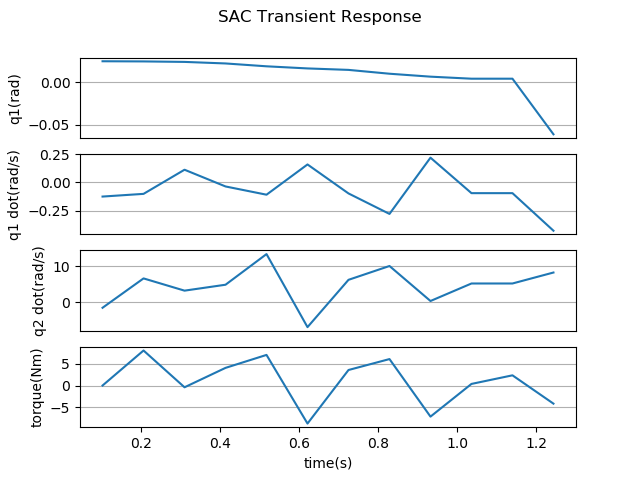 SAC Transient Response
q1(rad)
0.00
−0.05
q1 dot(rad/s)
0.25
0.00
−0.25
q2 dot(rad/s)
10
0
torque(Nm)
5
0
−5
0.2 0.4 0.6 0.8 1.0 1.2
time(s)